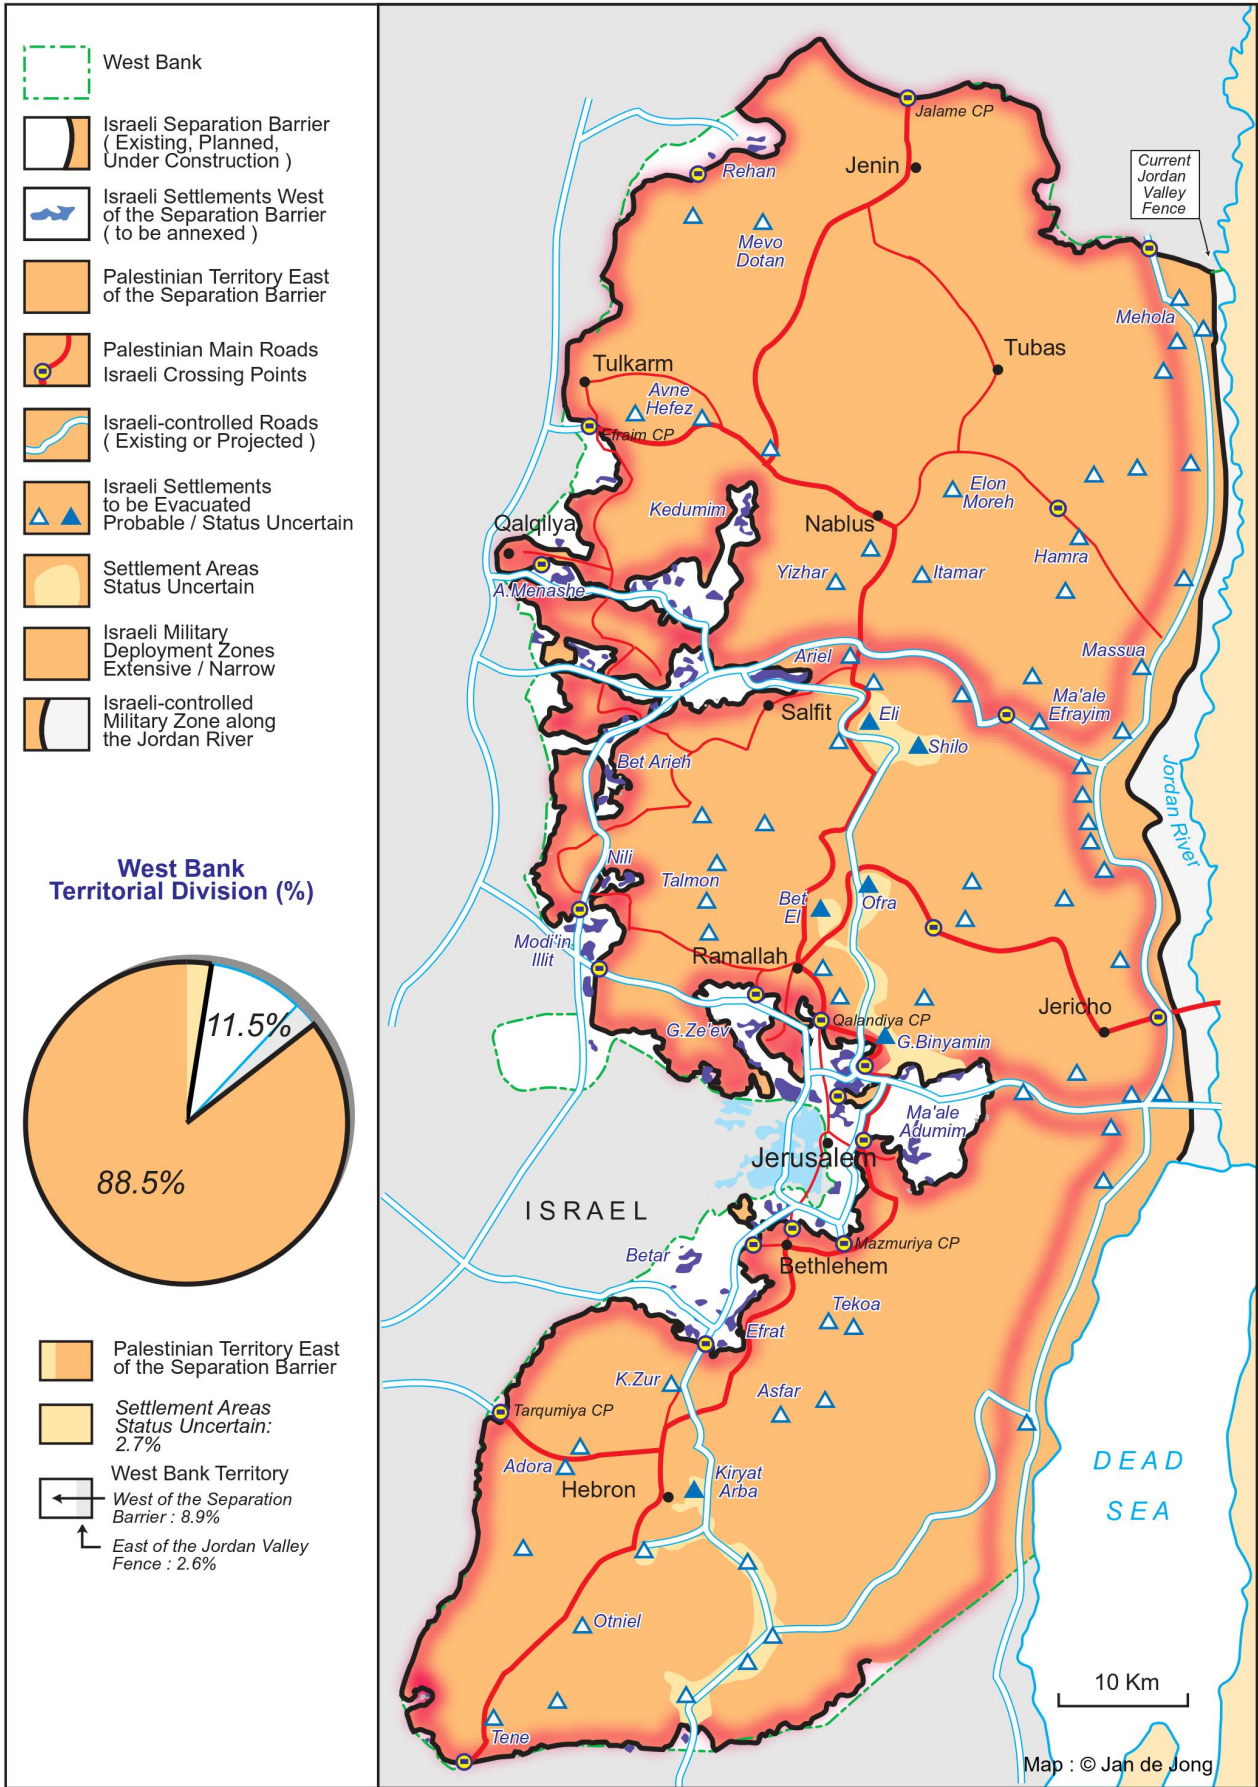 West Bank
Israeli Separation Barrier
( Existing, Planned,
Under Construction )
Israeli Settlements West
of the Separation Barrier
( to be annexed )
Palestinian Territory East
of the Separation Barrier
Palestinian Main Roads
Israeli Crossing Points
Israeli-controlled Roads
( Existing or Projected )
Israeli Settlements
to be Evacuated
Probable / Status Uncertain
Settlement Areas
Status Uncertain
Israeli Military
Deployment Zones
Extensive / Narrow
Israeli-controlled
Military Zone along
the Jordan River
West Bank
Territorial Division (%)
11.5%
88.5%
Palestinian Territory East
of the Separation Barrier
Settlement Areas
Status Uncertain:
2.7%
West Bank Territory
West of the Separation
Barrier : 8.9%
East of the Jordan Valley
Fence : 2.6%
Jalame CP
Jenin
Rehan
Current
Jordan
Valley
Fence
Mevo
Dotan
Mehola
Tubas
Tulkarm
Avne
Hefez
Efraim CP
Elon
Moreh
Kedumim
Qalqilya
Nablus
Hamra
Yizhar
Itamar
A.Menashe
Ariel
Massua
Ma'ale
Efrayim
Salfit
Eli
Shilo
Bet Arieh
Jordan River
Nili
Talmon
Bet
El
Ofra
Modi'in
Illit
Ramallah
Jericho
G.Ze'ev
Qalandiya CP
G.Binyamin
Ma'ale
Adumim
Jerusalem
ISRAEL
Mazmuriya CP
Betar
Bethlehem
Tekoa
Efrat
K.Zur
Asfar
Tarqumiya CP
Adora
Hebron
Kiryat
Arba
DEAD
SEA
Otniel
10 Km
Tene
Map : © Jan de Jong